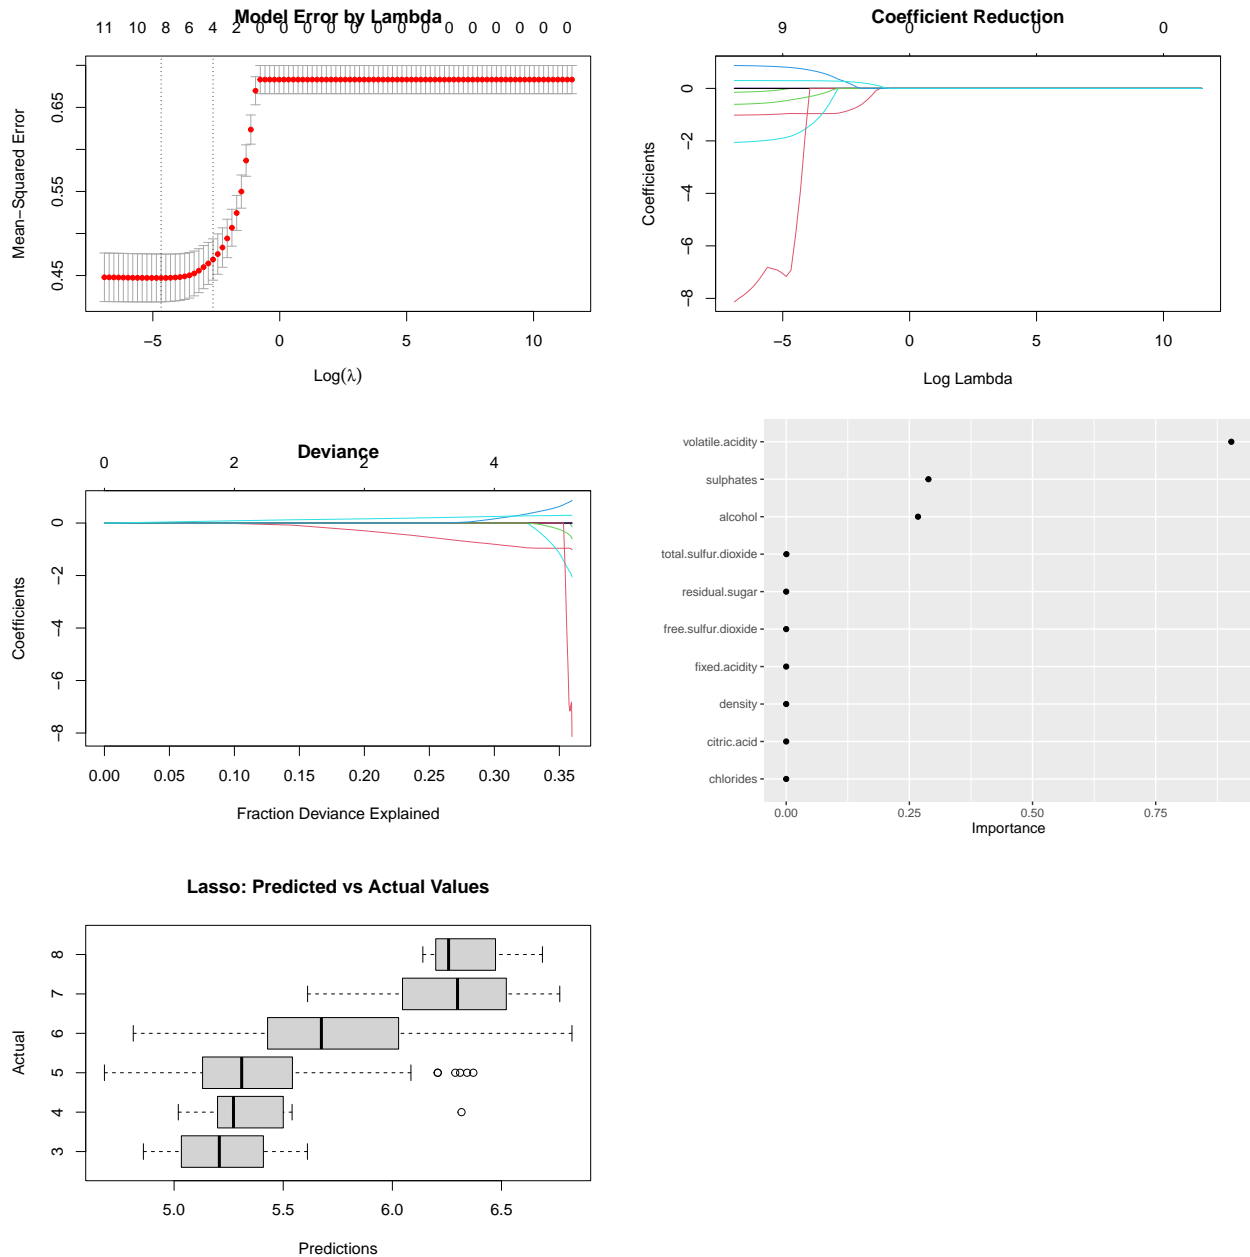 Model Error by Lambda
11 10 8 6 4 2 0 0 0 0 0 0 0 0 0 0 0 0 0 0
Mean−Squared Error
0.65
0.55
0.45
−5 0 5 10
Log(λ)
Coefficient Reduction
9 0 0 0
Coefficients
0
−2
−4
−6
−8
−5 0 5 10
Log Lambda
Deviance
0 2 2 4
Coefficients
0
−2
−4
−6
−8
0.00 0.05 0.10 0.15 0.20 0.25 0.30 0.35
Fraction Deviance Explained
volatile.acidity
sulphates
alcohol
total.sulfur.dioxide
residual.sugar
free.sulfur.dioxide
fixed.acidity
density
citric.acid
chlorides
0.00 0.25 0.50 0.75
Importance
Lasso: Predicted vs Actual Values
Actual
8
7
6
5
4
3
5.0 5.5 6.0 6.5
Predictions